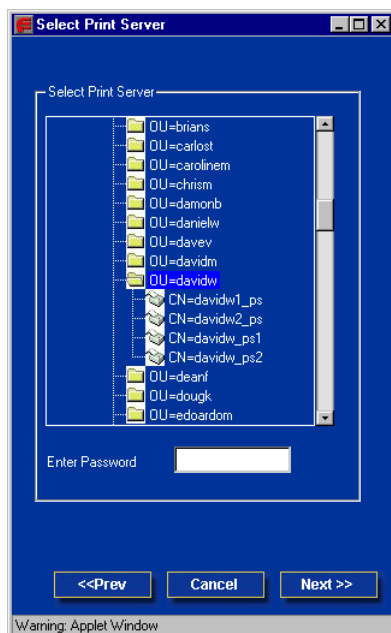 Select Print Server
Select Print Server
OU=brians
OU=carlost
OU=carolinem
OU=chrism
OU=damonb
OU=danielw
OU=davev
OU=davidm
OU=davidw
CN=davidw1_ps
CN=davidw2_ps
CN=davidw_ps1
CN=davidw_ps2
OU=deanf
OU=dougk
OU=edoardom
Enter Password
<<Prev Cancel Next >>
Warning: Applet Window